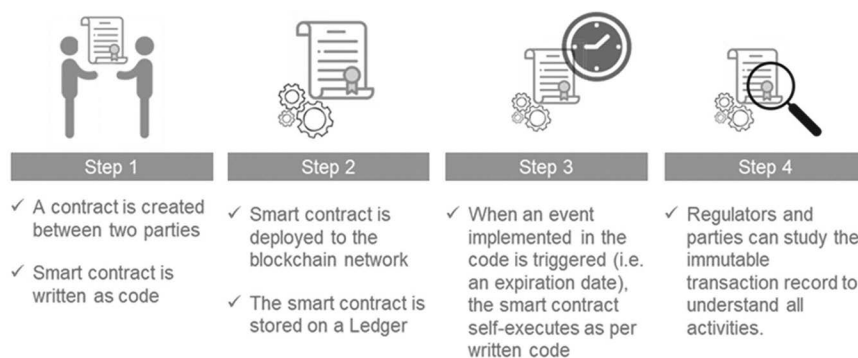 Step 1
✓ A contract is created
between two parties
✓ Smart contract is
written as code
Step 2
✓ Smart contract is
deployed to the
blockchain network
✓ The smart contract is
stored on a Ledger
Step 3
✓ When an event
implemented in the
code is triggered (i.e.
an expiration date),
the smart contract
self-executes as per
written code
Step 4
✓ Regulators and
parties can study the
immutable
transaction record to
understand all
activities.